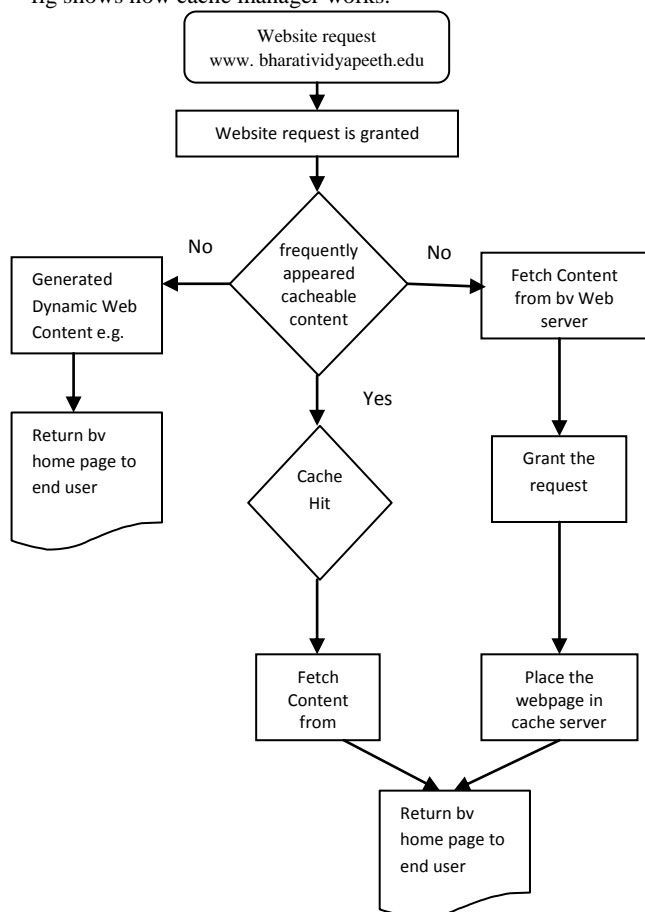 fig shows how cache manager works.
Website request
www. bharatividyapeeth.edu
Website request is granted
No
frequently
appeared
cacheable
content
No
Generated
Dynamic Web
Content e.g.
Fetch Content
from bv Web
server
Yes
Return bv
home page to
end user
Cache
Hit
Grant the
request
Fetch
Content
from
Place the
webpage in
cache server
Return bv
home page to
end user